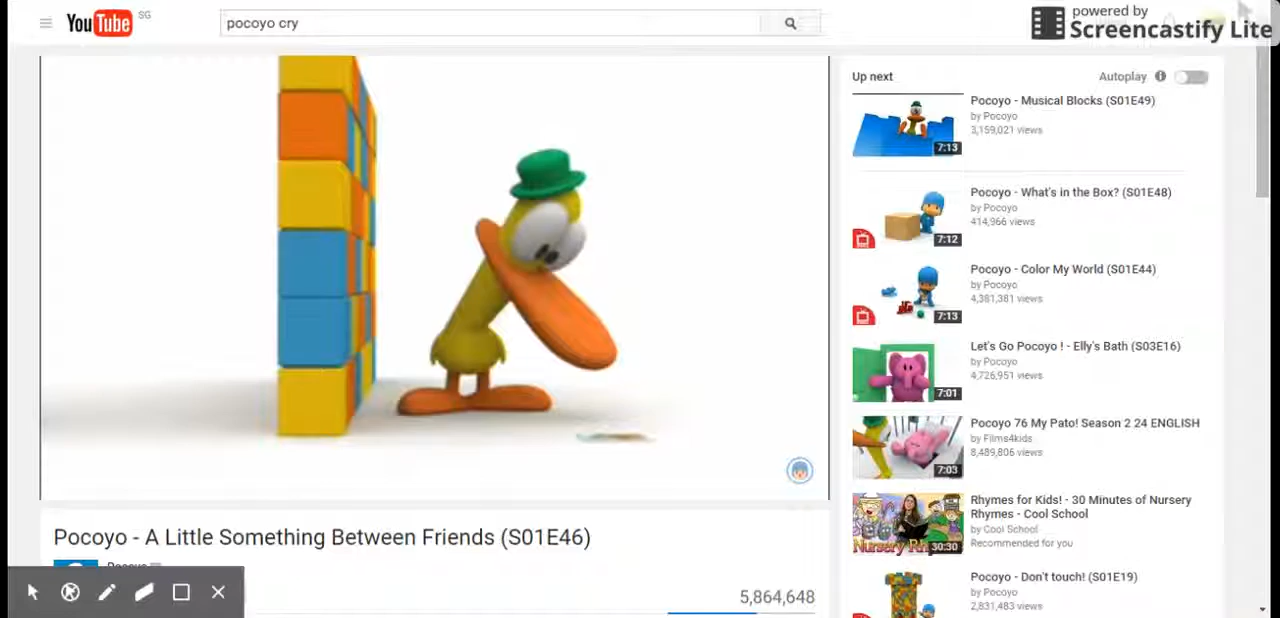 YouTube SG
pocoyo cry
powered by
Screencastify Lite
Up next
Autoplay
Pocoyo - Musical Blocks (S01E49)
by Pocoyo
3,159,021 views
7:13
Pocoyo - What's in the Box? (S01E48)
by Pocoyo
414,966 views
7:12
Pocoyo - Color My World (S01E44)
by Pocoyo
4,381,381 views
7:13
Let's Go Pocoyo ! - Elly's Bath (S03E16)
by Pocoyo
4,726,951 views
7:01
Pocoyo 76 My Pato! Season 2 24 ENGLISH
by Films4kids
8,489,806 views
7:03
Rhymes for Kids! - 30 Minutes of Nursery
Rhymes - Cool School
by Cool School
Recommended for you
30:30
Pocoyo - Don't touch! (S01E19)
by Pocoyo
2,831,483 views
Pocoyo - A Little Something Between Friends (S01E46)
Pocoyo
5,864,648